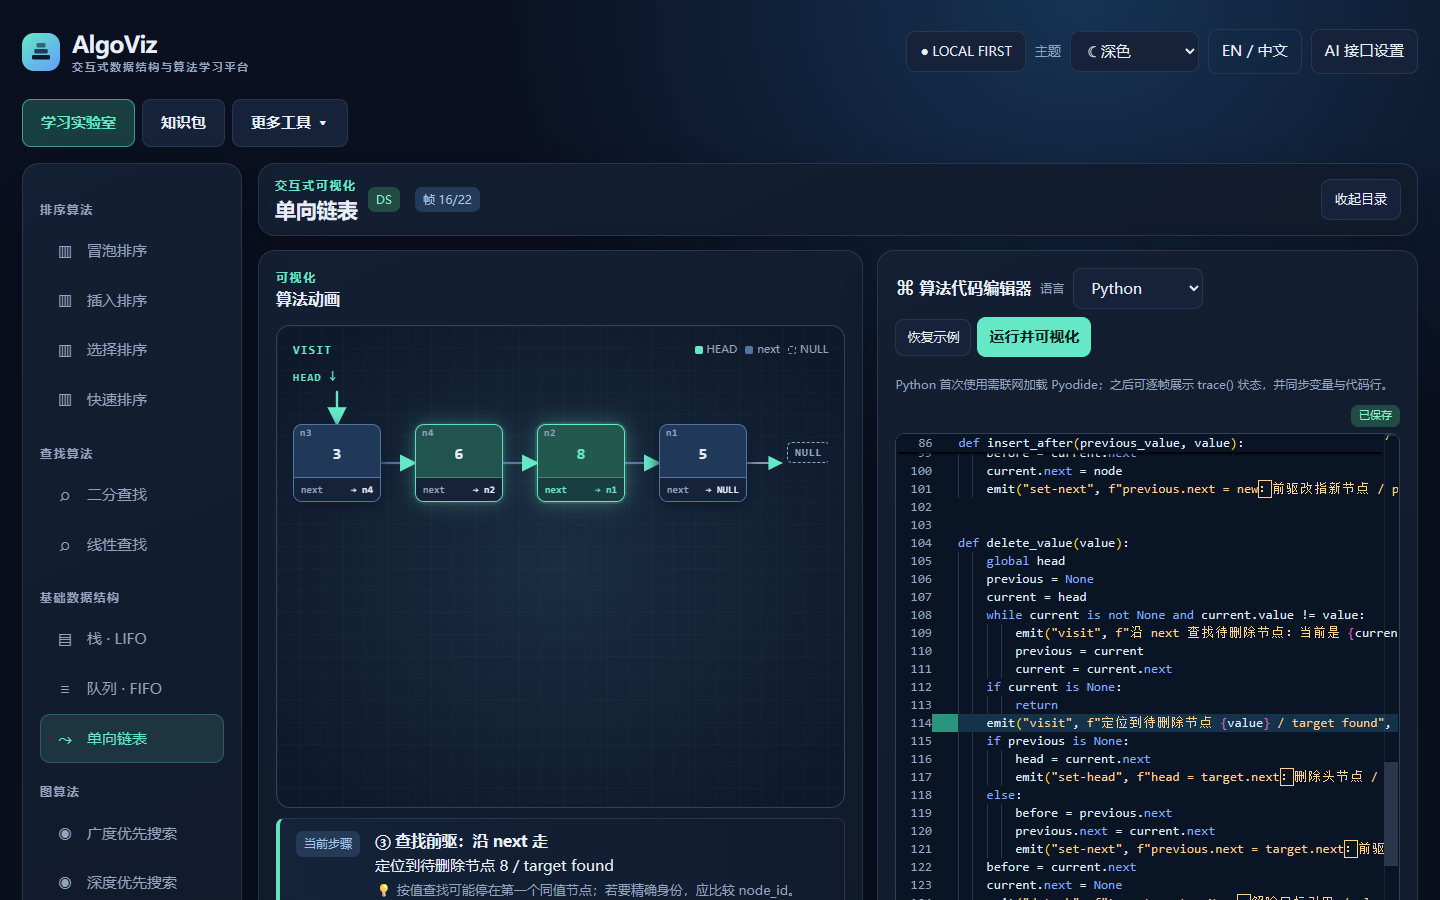 AlgoViz
交互式数据结构与算法学习平台
● LOCAL FIRST
主题
☾ 深色
EN / 中文
AI 接口设置
学习实验室
知识包
更多工具 ▾
排序算法
冒泡排序
插入排序
选择排序
快速排序
查找算法
二分查找
线性查找
基础数据结构
栈 · LIFO
队列 · FIFO
单向链表
图算法
广度优先搜索
深度优先搜索
交互式可视化
单向链表
DS
帧 16/22
收起目录
可视化
算法动画
VISIT
HEAD next NULL
HEAD ↓
n3
3
next → n4
n4
6
next → n2
n2
8
next → n1
n1
5
next → NULL
NULL
当前步骤
③ 查找前驱：沿 next 走
定位到待删除节点 8 / target found
💡 按值查找可能停在第一个同值节点；若要精确身份，应比较 node_id。
⌘ 算法代码编辑器
语言
Python
恢复示例
运行并可视化
Python 首次使用需联网加载 Pyodide；之后可逐帧展示 trace() 状态，并同步变量与代码行。
已保存
86 def insert_after(previous_value, value):
99 before = current.next
100 current.next = node
101 emit("set-next", f"previous.next = new：前驱改指新节点 / p
102
103
104 def delete_value(value):
105 global head
106 previous = None
107 current = head
108 while current is not None and current.value != value:
109 emit("visit", f"沿 next 查找待删除节点：当前是 {curren
110 previous = current
111 current = current.next
112 if current is None:
113 return
114 emit("visit", f"定位到待删除节点 {value} / target found",
115 if previous is None:
116 head = current.next
117 emit("set-head", f"head = target.next：删除头节点 /
118 else:
119 before = previous.next
120 previous.next = current.next
121 emit("set-next", f"previous.next = target.next：前驱
122 before = current.next
123 current.next = None